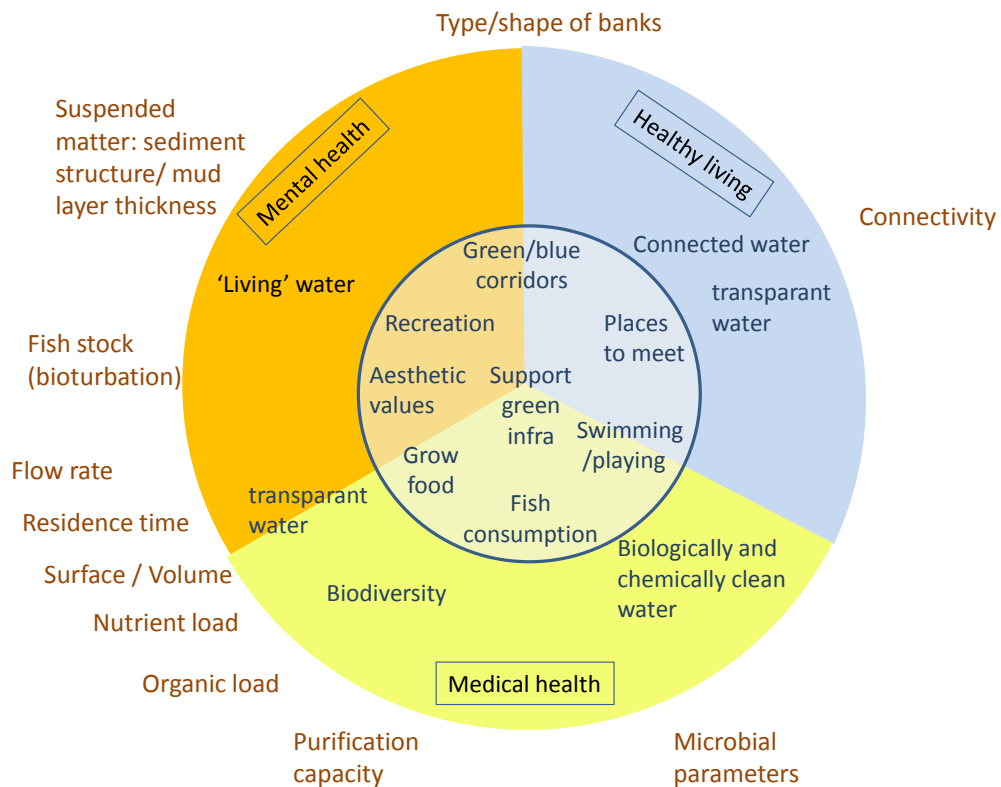 Type/shape of banks
Suspended
matter: sediment
structure/ mud
layer thickness
Mental health
Healthy living
Connectivity
Green/blue
corridors
Connected water
‘Living’ water
transparant
water
Recreation
Places
to meet
Fish stock
(bioturbation)
Aesthetic
values
Support
green
infra
Swimming
/playing
Grow
food
Flow rate
transparant
water
Residence time
Fish
consumption
Biologically and
chemically clean
water
Surface / Volume
Biodiversity
Nutrient load
Organic load
Medical health
Purification
capacity
Microbial
parameters